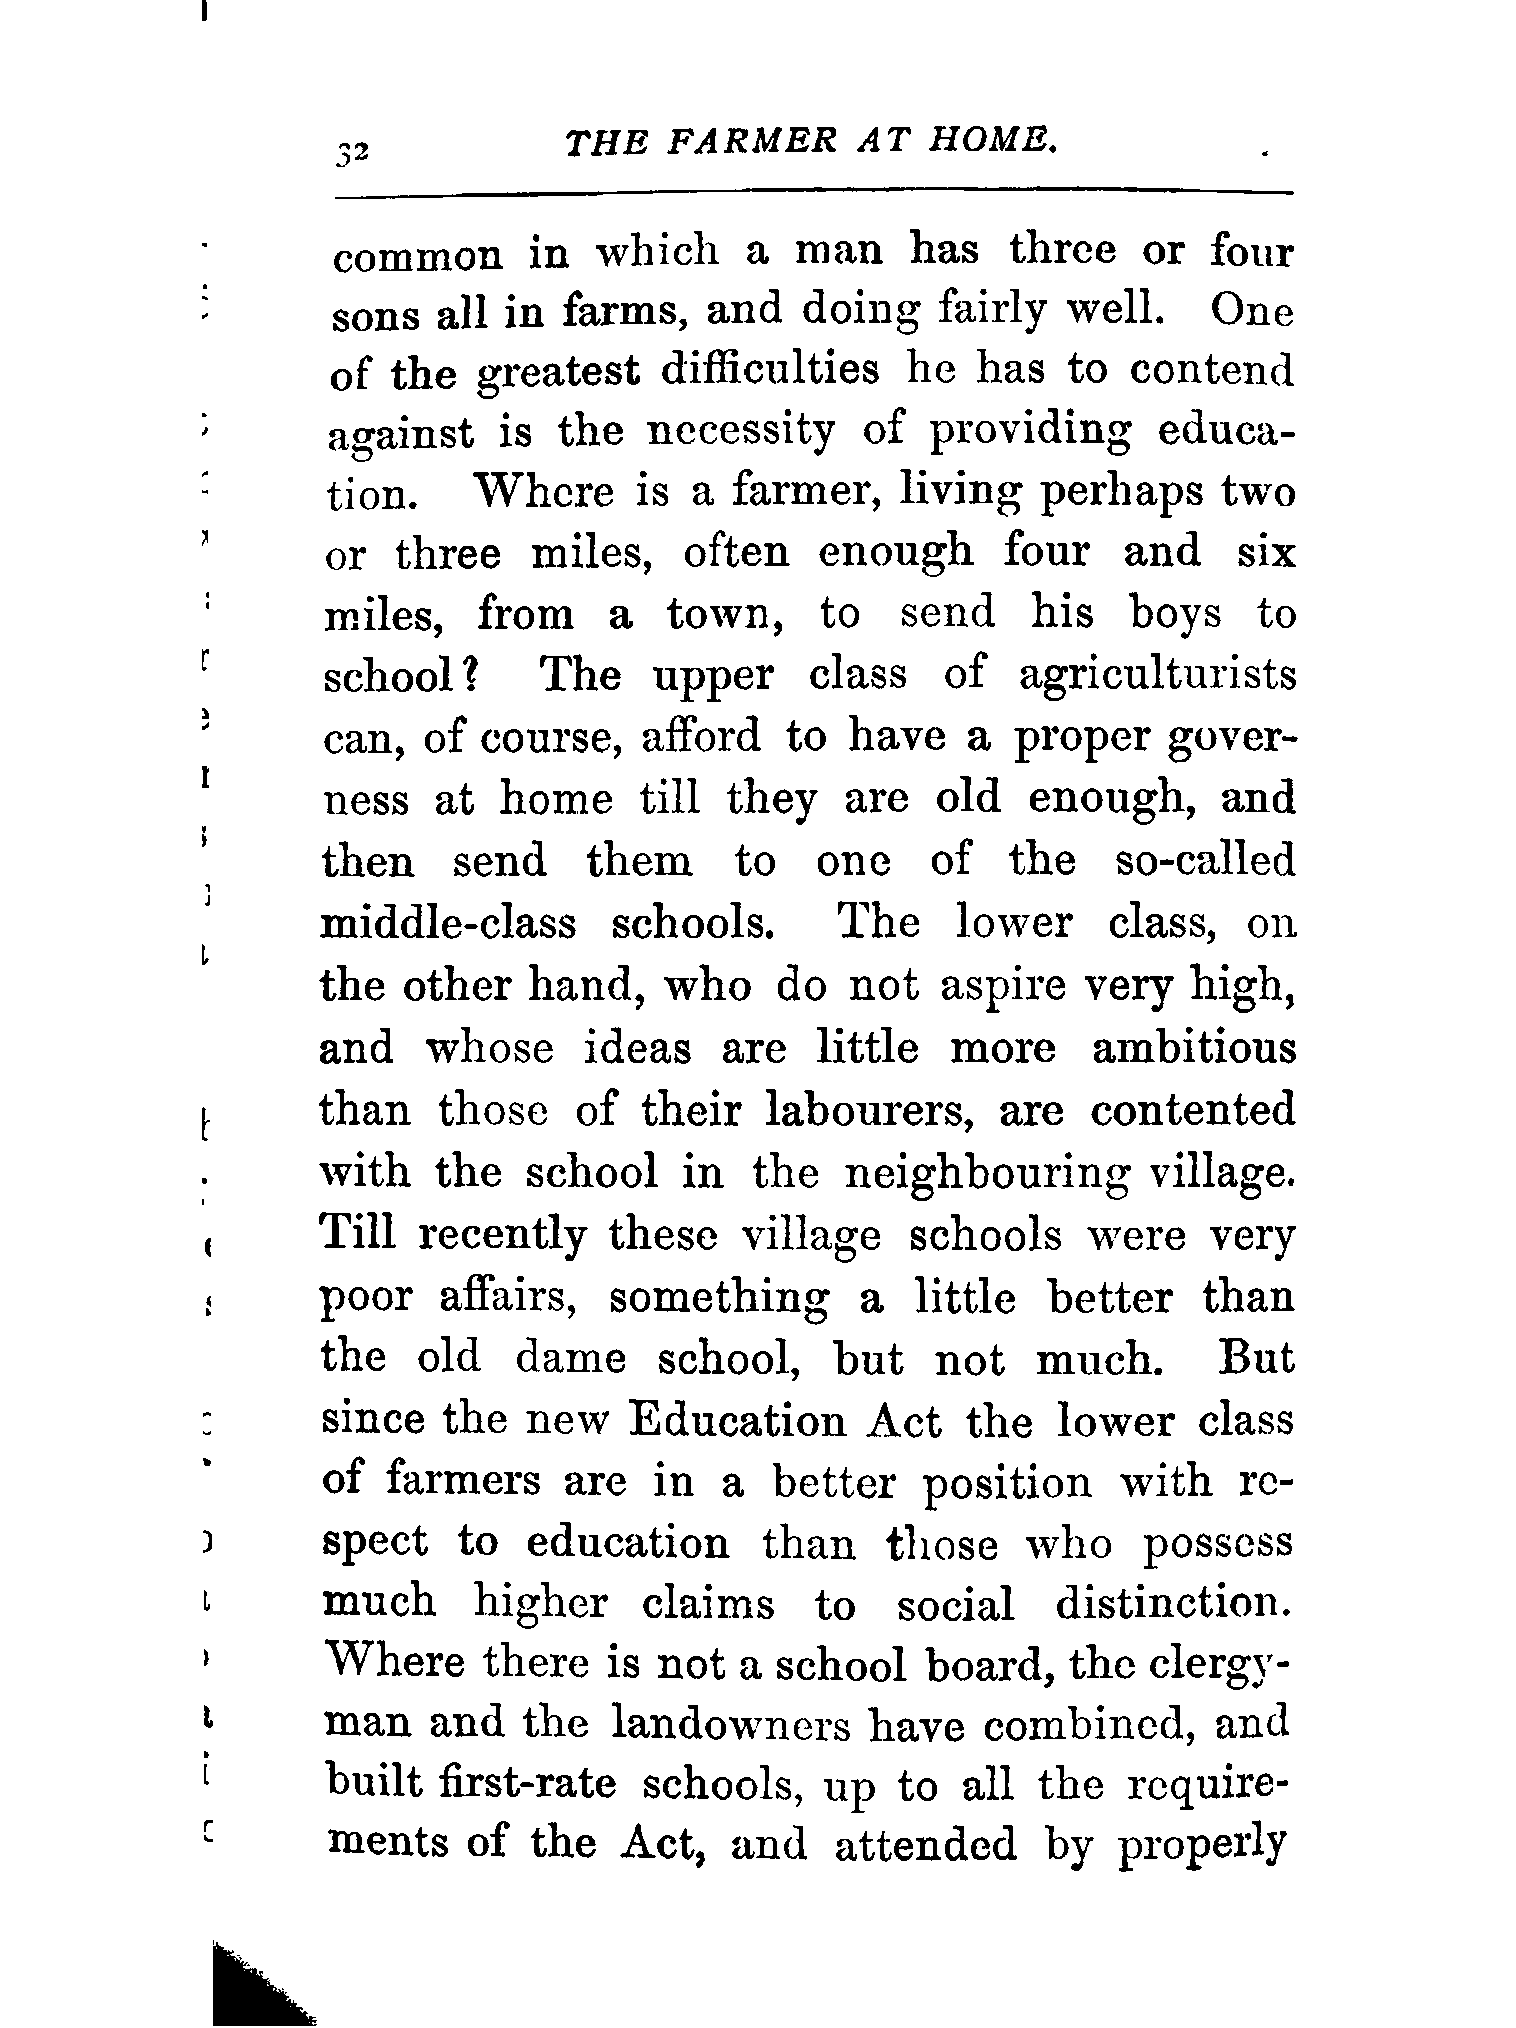 32 THE FARMER AT HOME.
common in which a man has three or four
sons all in farms, and doing fairly well. One
of the greatest difficulties he has to contend
against is the necessity of providing educa-
tion. Where is a farmer, living perhaps two
or three miles, often enough four and six
miles, from a town, to send his boys to
school? The upper class of agriculturists
can, of course, afford to have a proper gover-
ness at home till they are old enough, and
then send them to one of the so-called
middle-class schools. The lower class, on
the other hand, who do not aspire very high,
and whose ideas are little more ambitious
than those of their labourers, are contented
with the school in the neighbouring village.
Till recently these village schools were very
poor affairs, something a little better than
the old dame school, but not much. But
since the new Education Act the lower class
of farmers are in a better position with re-
spect to education than those who possess
much higher claims to social distinction.
Where there is not a school board, the clergy-
man and the landowners have combined, and
built first-rate schools, up to all the require-
ments of the Act, and attended by properly